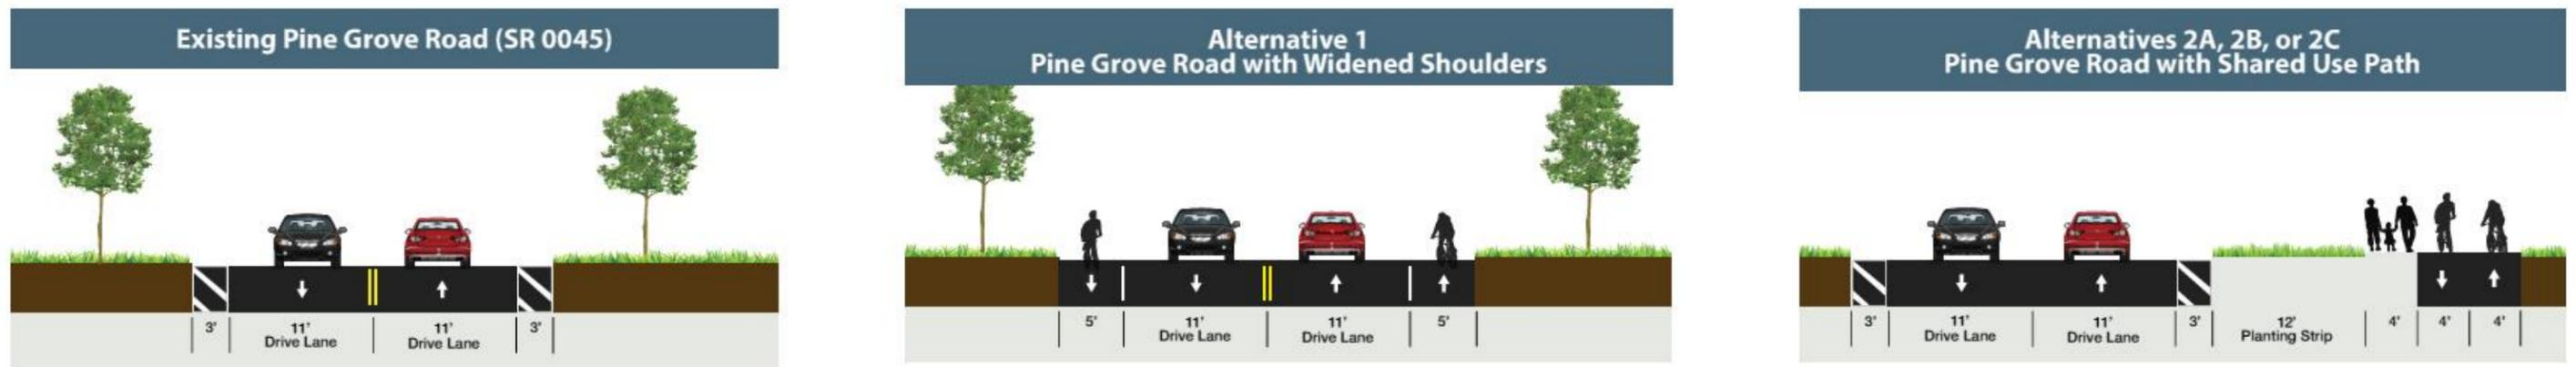 Existing Pine Grove Road (SR 0045)
3'
11'
Drive Lane
11'
Drive Lane
3'
Alternative 1
Pine Grove Road with Widened Shoulders
5'
11'
Drive Lane
11'
Drive Lane
5'
Alternatives 2A, 2B, or 2C
Pine Grove Road with Shared Use Path
3'
11'
Drive Lane
11'
Drive Lane
3'
12'
Planting Strip
4'
4'
4'